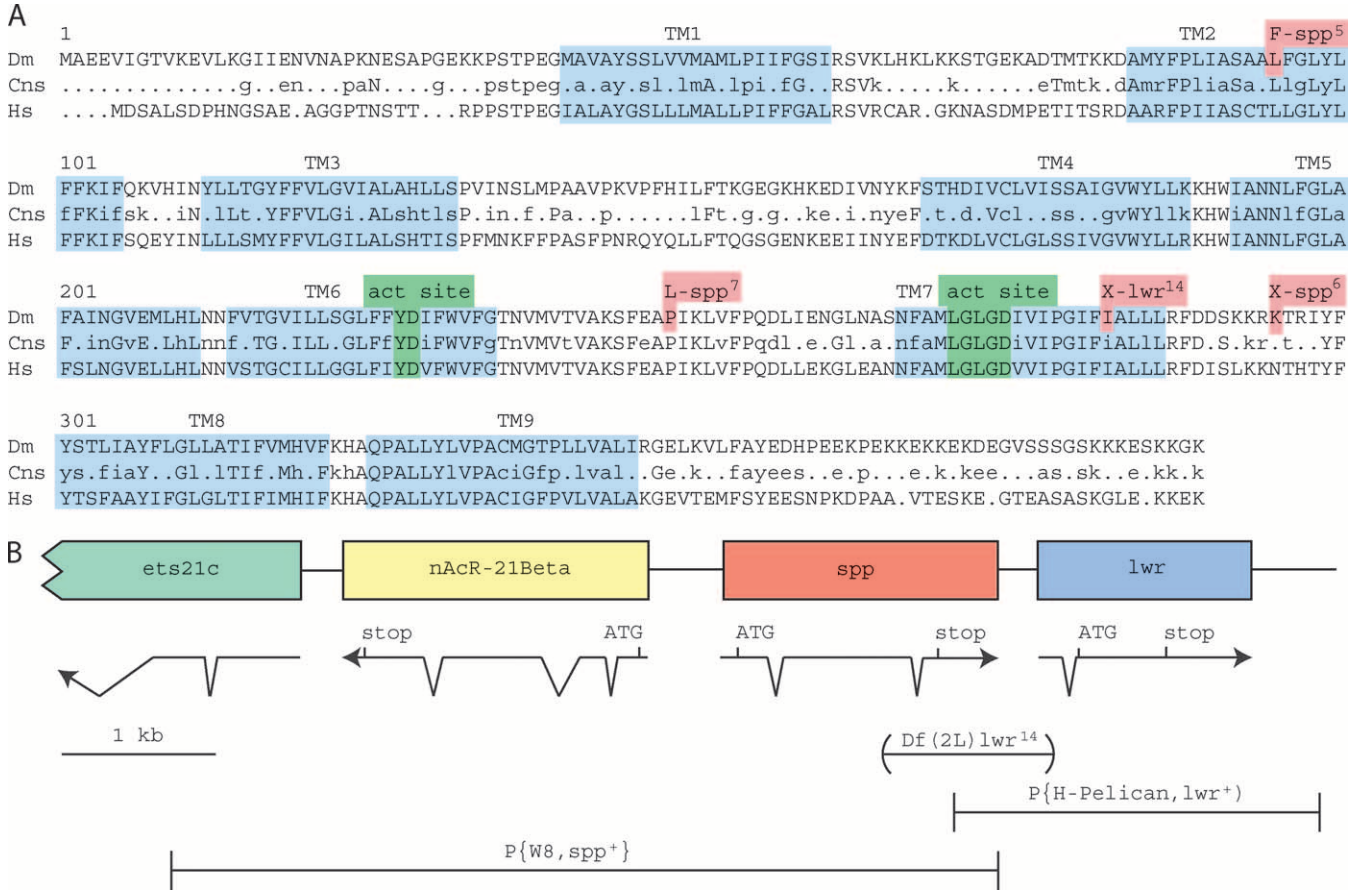 A
1 TM1 TM2 F-spp⁵
Dm MAEEVIGTVKEVLKGIIENVNAPKNESAPGEKKPSTPEGMAVAYSSLVVMAMLPIIFGSIRSVKLHKLKKSTGEKADTMTKKDAMYFPLIASAALFGLYL
Cns ..............g..en...paN....g...pstpeg.a.ay.sl.lmA.lpi.fG..RSVk.....k......eTmtk.dAmrFPliaSa.LlgLyL
Hs ....MDSALSDPHNGSAE.AGGPTNSTT..RPPSTPEGIALAYGSLLLMALLPIFFGALRSVRCAR.GKNASDMPETITSRDAARFPIIASCTLLGLYL
101 TM3 TM4 TM5
Dm FFKIFQKVHINYLLTGYFFVLGVIALAHLLSPVINSLMPAAVPKVPFHILFTKGEGKHKEDIVNYKFSTHDIVCLVISSAIGVWYLLKKHWIANNLFGLA
Cns fFKifsk..iN.lLt.YFFVLGi.ALshtlsP.in.f.Pa..p......lFt.g.g..ke.i.nyeF.t.d.Vcl..ss..gvWYllkKHWiANNlfGLa
Hs FFKIFSQEYINLLLSMYFFVLGILALSHTISPFMNKFFPASFPNRQYQLLFTQGSGENKEEIINYEFDTKDLVCLGLSSIVGVWYLLRKHWIANNLFGLA
201 TM6 act site L-spp⁷ TM7 act site X-lwr¹⁴ X-spp⁶
Dm FAINGVEMLHLNNFVTGVILLSGLFFYDIFWVFGTNVMVTVAKSFEAPIKLVFPQDLIENGLNASNFAMLGLGDIVIPGIFIALLLRFDDSKKRKTRIYF
Cns F.inGvE.LhLnnf.TG.ILL.GLFfYDiFWVFgTnVMVtVAKSFeAPIKLvFPqdl.e.Gl.a.nfaMLGLGDiVIPGIFiALlLRFD.S.kr.t..YF
Hs FSLNGVELLHLNNVSTGCILLGGLFIYDVFWVFGTNVMVTVAKSFEAPIKLVFPQDLLEKGLEANNFAMLGLGDIVIPGIFIALLLRFDISLKKNTHTYF
301 TM8 TM9
Dm YSTLIAYFLGLLATIFVMHVFKHAQPALLYLVPACMGTPLLVALIRGELKVLFAYEDHPEEKPEKKEKKEKDEGVSSSGSKKKESKKGK
Cns ys.fiaY..Gl.lTIf.Mh.FkhAQPALLYlVPAciGfp.lval..Ge.k..fayees..e.p..e.k.kee..as.sk..e.kk.k
Hs YTSFAAYIFGLGLTIFIMHIFKHAQPALLYLVPACIGFPVLVALAKGEVTEMFSYEESNPKDPAA.VTESKE.GTEASASKGLE.KKEK
B
ets21c nAcR-21Beta spp lwr
stop ATG ATG stop ATG stop
1 kb
Df(2L)lwr¹⁴
P{H-Pelican,lwr⁺)
P{W8,spp⁺}